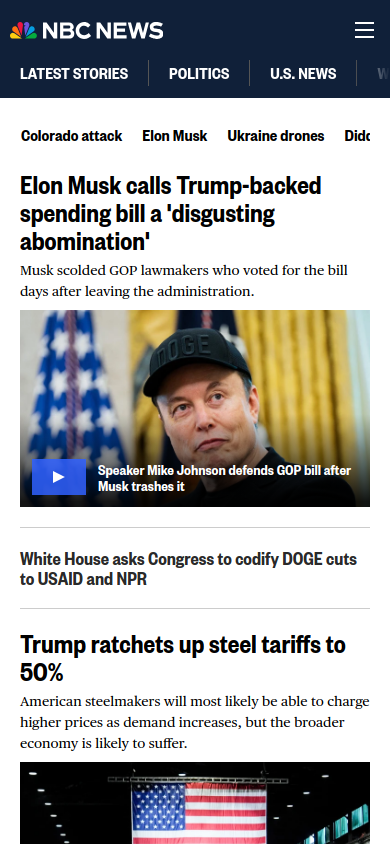 NBC NEWS
LATEST STORIES
POLITICS
U.S. NEWS
Colorado attack
Elon Musk
Ukraine drones
Elon Musk calls Trump-backed
spending bill a 'disgusting
abomination'
Musk scolded GOP lawmakers who voted for the bill
days after leaving the administration.
DOGE
Speaker Mike Johnson defends GOP bill after
Musk trashes it
White House asks Congress to codify DOGE cuts
to USAID and NPR
Trump ratchets up steel tariffs to
50%
American steelmakers will most likely be able to charge
higher prices as demand increases, but the broader
economy is likely to suffer.